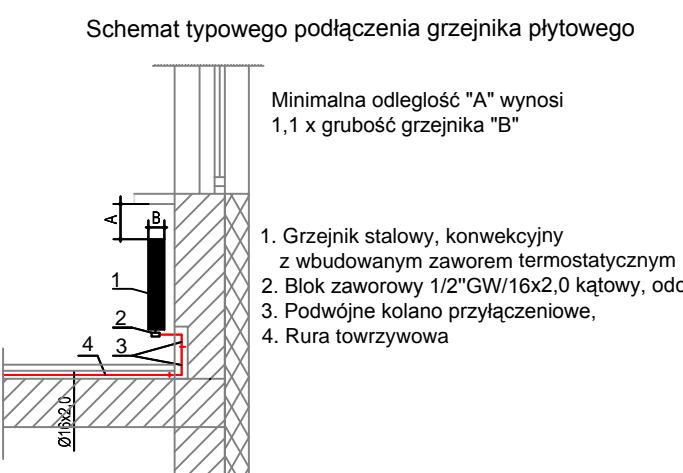 Schemat typowego podłączenia grzejnika płytowego
Minimalna odległość "A" wynosi
1,1 x grubość grzejnika "B"
A
B
1
2
3
4
Ø16x2,0
1. Grzejnik stalowy, konwekcyjny
z wbudowanym zaworem termostatycznym
2. Blok zaworowy 1/2"GW/16x2,0 kątowy, odc
3. Podwójne kolano przyłączeniowe,
4. Rura towrzywowa